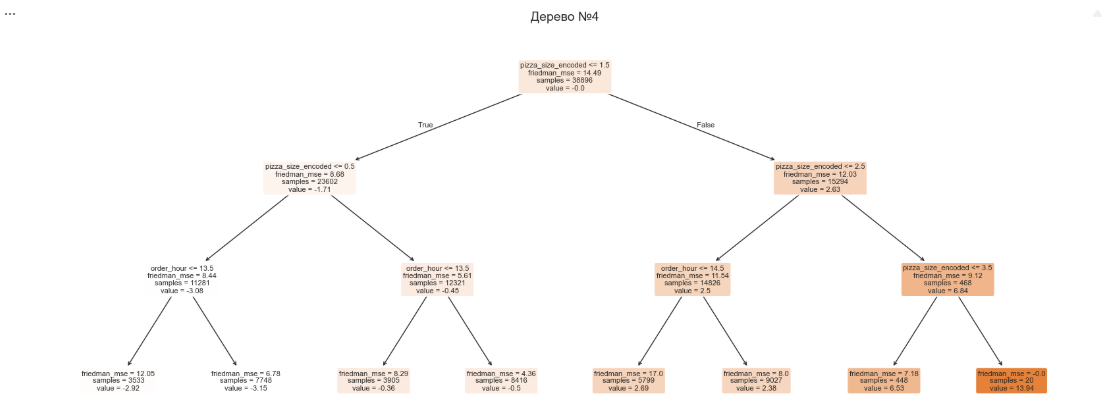 ...
Дерево №4
pizza_size_encoded <= 1.5
friedman_mse = 14.49
samples = 38896
value = -0.0
True
False
pizza_size_encoded <= 0.5
friedman_mse = 8.68
samples = 23602
value = -1.71
pizza_size_encoded <= 2.5
friedman_mse = 12.03
samples = 15294
value = 2.63
order_hour <= 13.5
friedman_mse = 8.44
samples = 11281
value = -3.08
order_hour <= 13.5
friedman_mse = 5.61
samples = 12321
value = -0.45
order_hour <= 14.5
friedman_mse = 11.54
samples = 14826
value = 2.5
pizza_size_encoded <= 3.5
friedman_mse = 9.12
samples = 468
value = 6.84
friedman_mse = 12.05
samples = 3533
value = -2.92
friedman_mse = 6.78
samples = 7748
value = -3.15
friedman_mse = 8.29
samples = 3905
value = -0.36
friedman_mse = 4.36
samples = 8416
value = -0.5
friedman_mse = 17.0
samples = 5799
value = 2.69
friedman_mse = 8.0
samples = 9027
value = 2.38
friedman_mse = 7.18
samples = 448
value = 6.53
friedman_mse = -0.0
samples = 20
value = 13.94